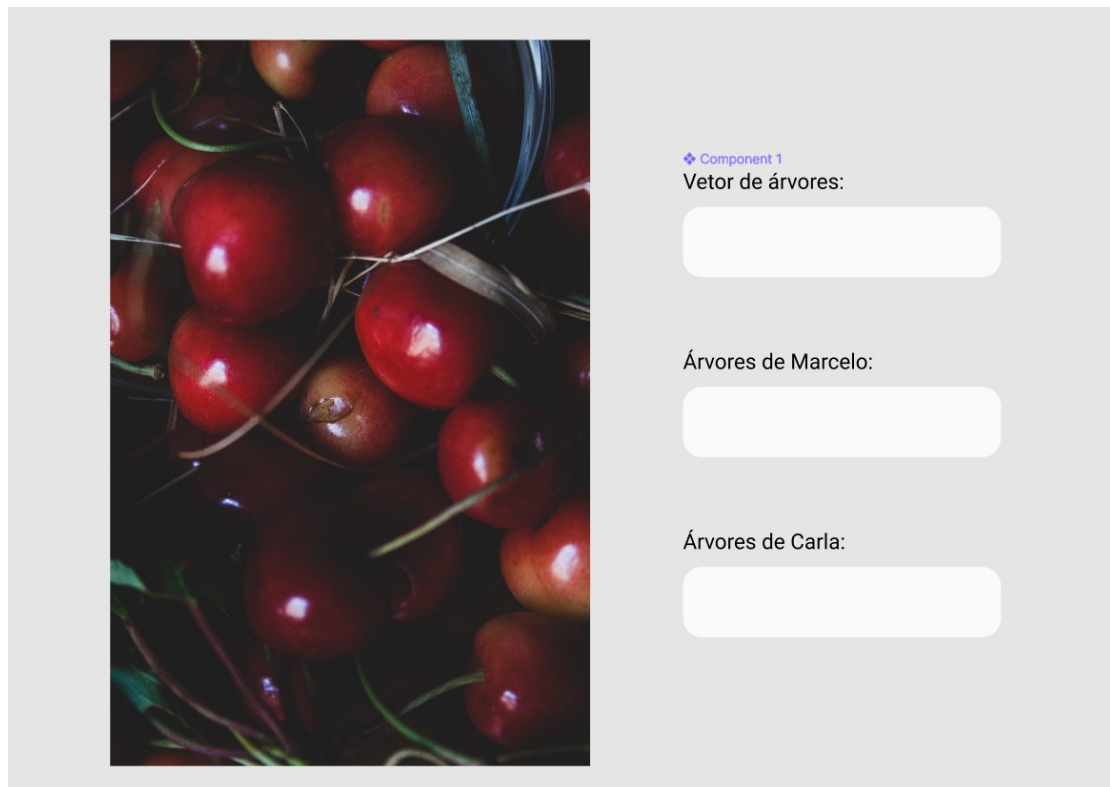 Component 1
Vetor de árvores:
Árvores de Marcelo:
Árvores de Carla: